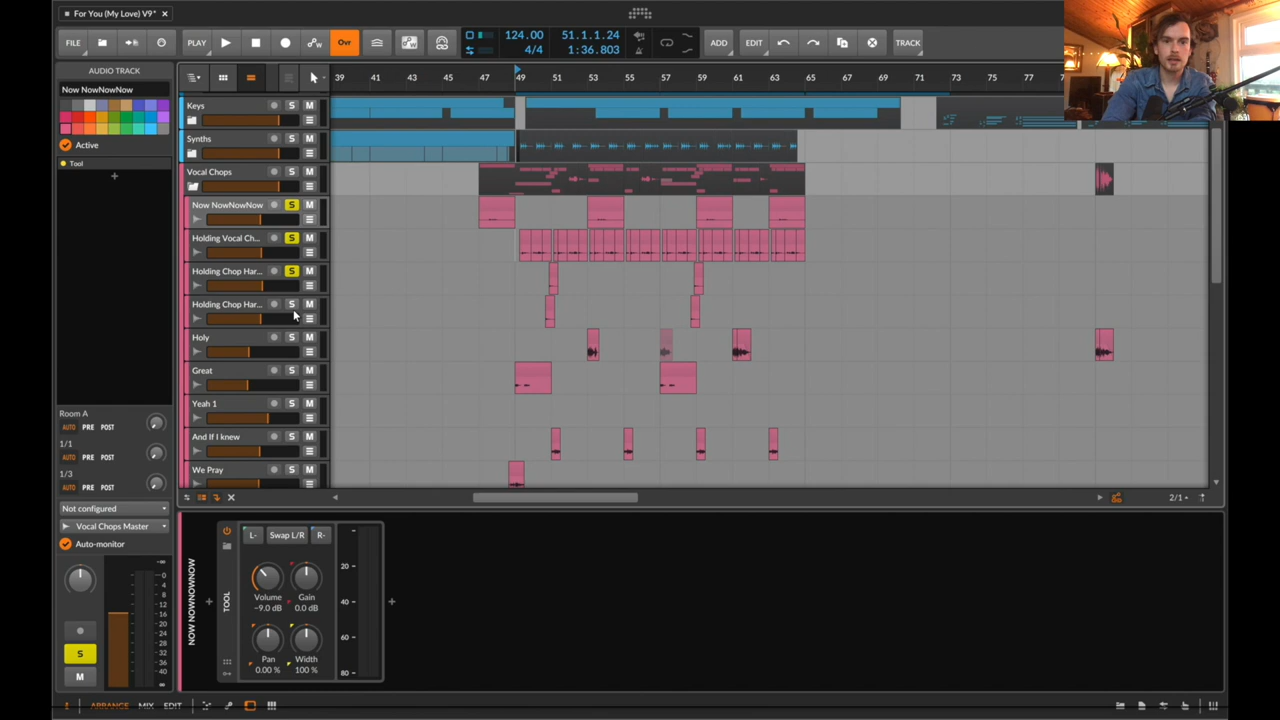 For You (My Love) V9*
FILE
PLAY
Ovr
124.00
4/4
51.1.1.24
1:36.803
ADD
EDIT
TRACK
AUDIO TRACK
Now NowNowNow
Active
Tool
39 41 43 45 47 49 51 53 55 57 59 61 63 65 67 69 71 73 75 77
Keys
Synths
Vocal Chops
Now NowNowNow S M
Holding Vocal Ch... S M
Holding Chop Har... S M
Holding Chop Har... S M
Holy S M
Great S M
Yeah 1 S M
And If I knew S M
We Pray S M
2/1
Room A
AUTO PRE POST
1/1
AUTO PRE POST
1/3
AUTO PRE POST
Not configured
Vocal Chops Master
Auto-monitor
S
M
NOW NOWNOWNOW
TOOL
L- Swap L/R R-
Volume
-9.0 dB
Gain
0.0 dB
Pan
0.00 %
Width
100 %
20
40
60
80
ARRANGE MIX EDIT